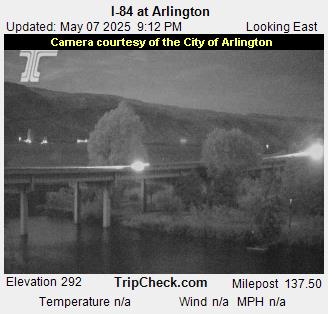 I-84 at Arlington
Updated: May 07 2025 9:12 PM Looking East
Camera courtesy of the City of Arlington
Elevation 292 TripCheck.com Milepost 137.50
Temperature n/a Wind n/a MPH n/a